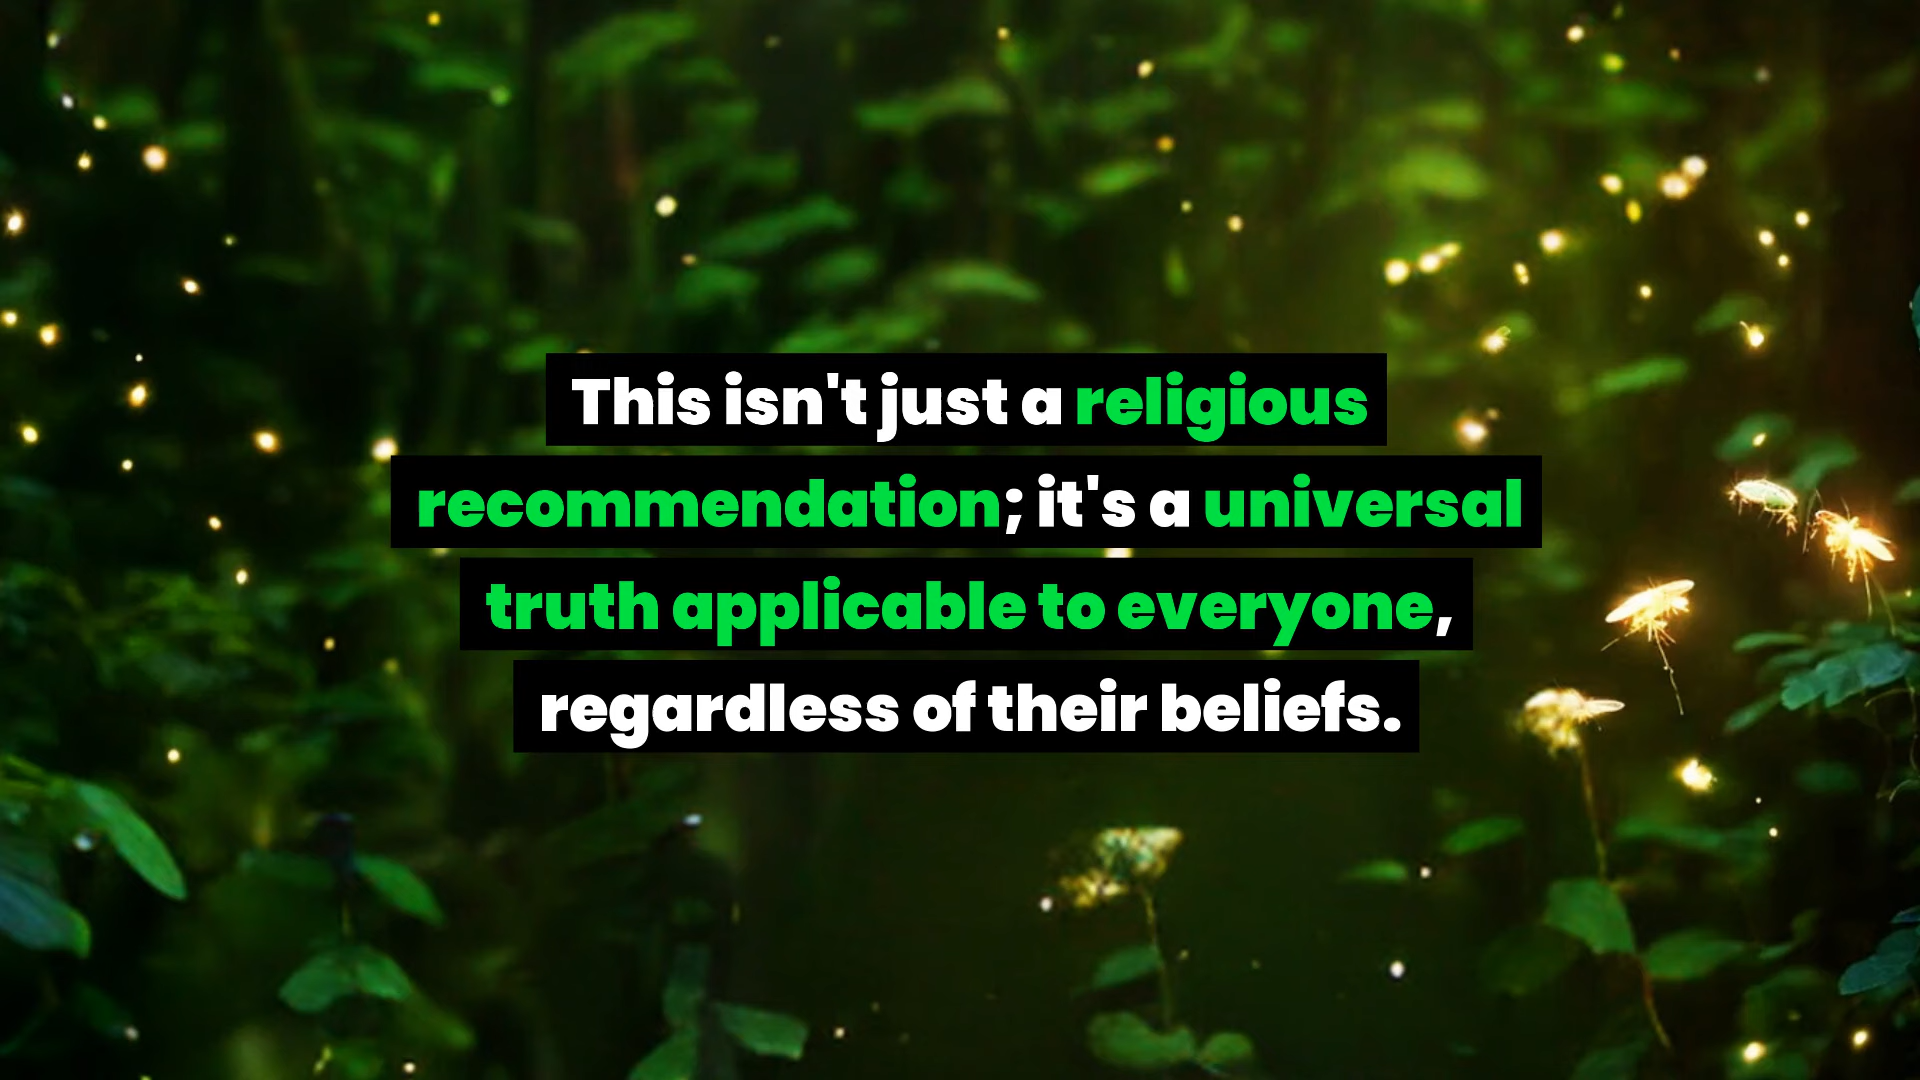 This isn't just a religious
recommendation; it's a universal
truth applicable to everyone,
regardless of their beliefs.